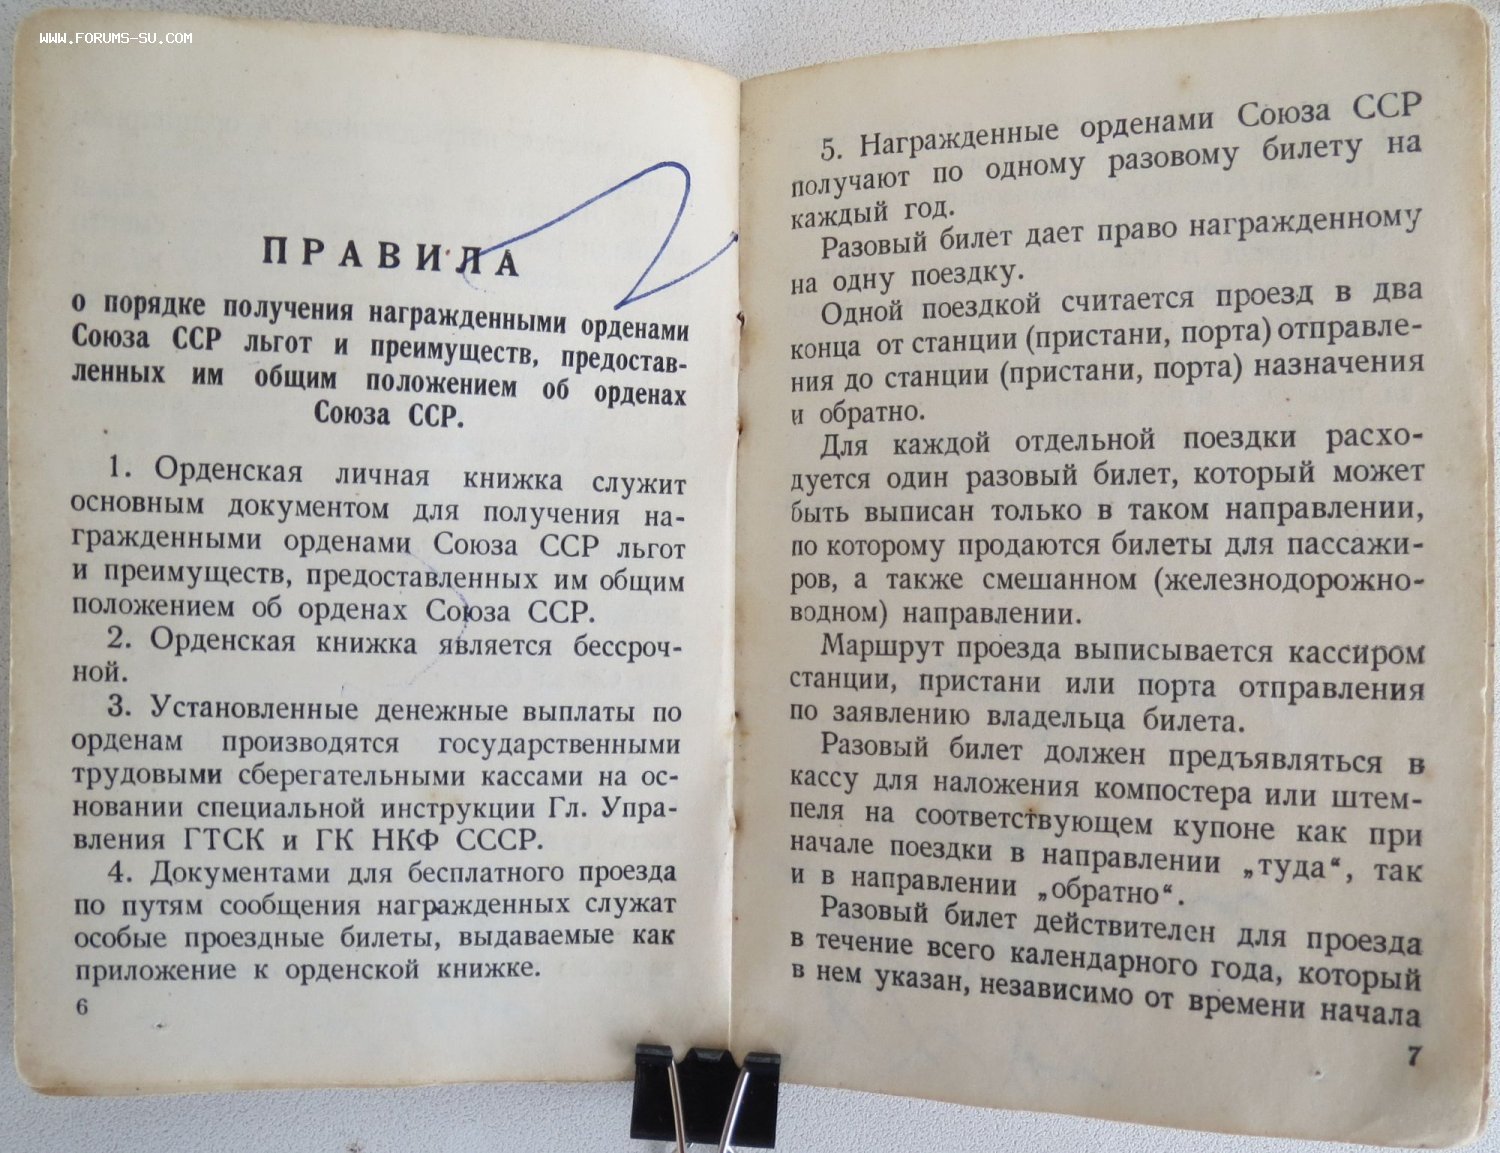 www.forums-su.com
ПРАВИЛА
о порядке получения награжденными орденами
Союза ССР льгот и преимуществ, предостав-
ленных им общим положением об орденах
Союза ССР.
1. Орденская личная книжка служит
основным документом для получения на-
гражденными орденами Союза ССР льгот
и преимуществ, предоставленных им общим
положением об орденах Союза ССР.
2. Орденская книжка является бессроч-
ной.
3. Установленные денежные выплаты по
орденам производятся государственными
трудовыми сберегательными кассами на ос-
новании специальной инструкции Гл. Упра-
вления ГТСК и ГК НКФ СССР.
4. Документами для бесплатного проезда
по путям сообщения награжденных служат
особые проездные билеты, выдаваемые как
приложение к орденской книжке.
6
5. Награжденные орденами Союза ССР
получают по одному разовому билету на
каждый год.
Разовый билет дает право награжденному
на одну поездку.
Одной поездкой считается проезд в два
конца от станции (пристани, порта) отправле-
ния до станции (пристани, порта) назначения
и обратно.
Для каждой отдельной поездки расхо-
дуется один разовый билет, который может
быть выписан только в таком направлении,
по которому продаются билеты для пассажи-
ров, а также смешанном (железнодорожно-
водном) направлении.
Маршрут проезда выписывается кассиром
станции, пристани или порта отправления
по заявлению владельца билета.
Разовый билет должен предъявляться в
кассу для наложения компостера или штем-
пеля на соответствующем купоне как при
начале поездки в направлении „туда“, так
и в направлении „обратно“.
Разовый билет действителен для проезда
в течение всего календарного года, который
в нем указан, независимо от времени начала
7